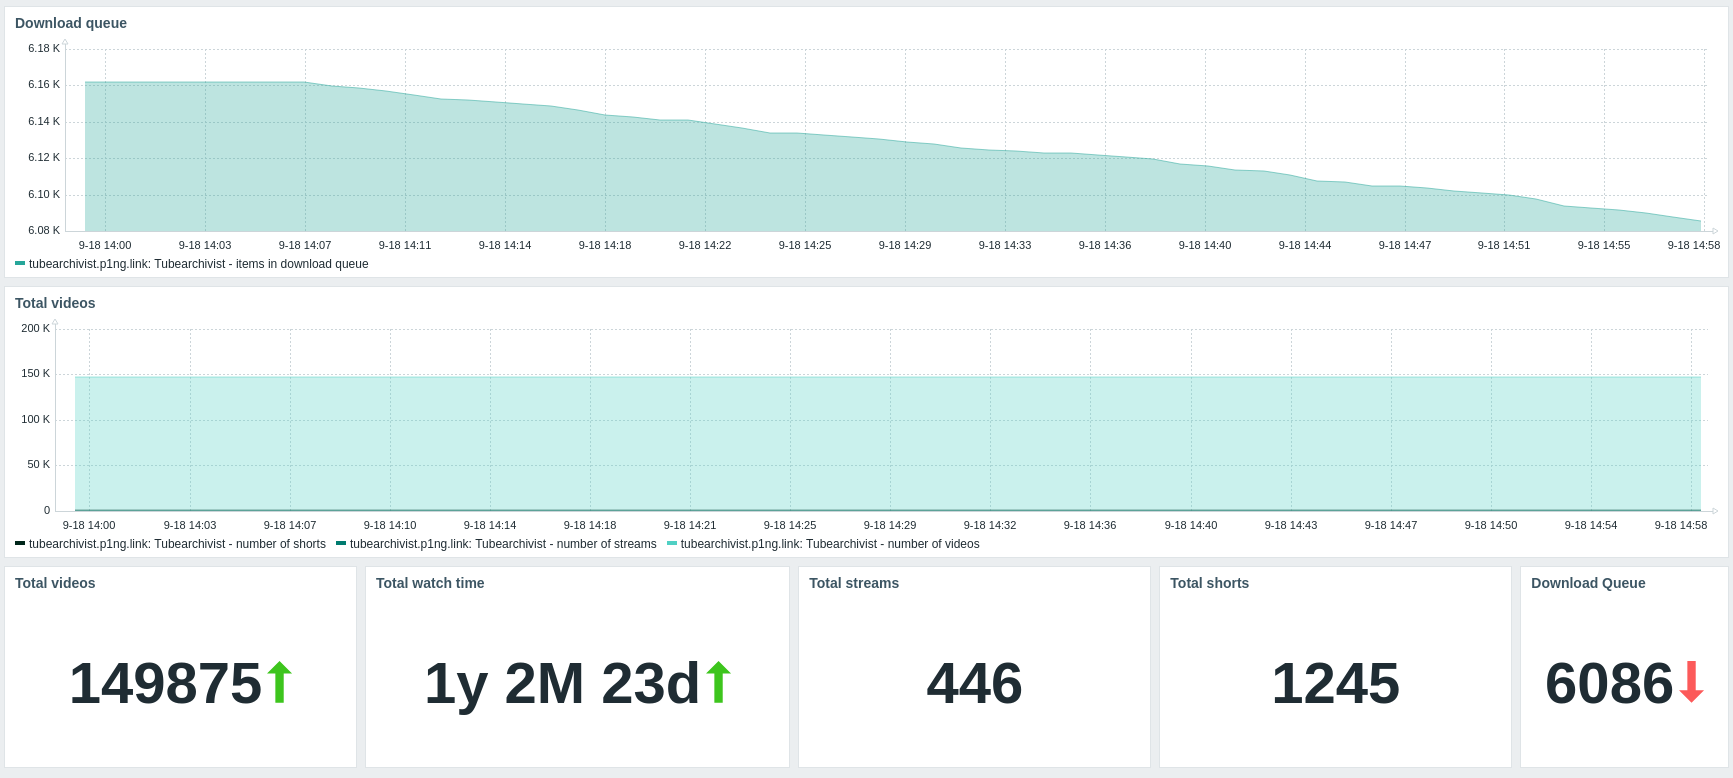 Download queue
6.18 K
6.16 K
6.14 K
6.12 K
6.10 K
6.08 K
9-18 14:00 9-18 14:03 9-18 14:07 9-18 14:11 9-18 14:14 9-18 14:18 9-18 14:22 9-18 14:25 9-18 14:29 9-18 14:33 9-18 14:36 9-18 14:40 9-18 14:44 9-18 14:47 9-18 14:51 9-18 14:55 9-18 14:58
tubearchivist.p1ng.link: Tubearchivist - items in download queue
Total videos
200 K
150 K
100 K
50 K
0
9-18 14:00 9-18 14:03 9-18 14:07 9-18 14:10 9-18 14:14 9-18 14:18 9-18 14:21 9-18 14:25 9-18 14:29 9-18 14:32 9-18 14:36 9-18 14:40 9-18 14:43 9-18 14:47 9-18 14:50 9-18 14:54 9-18 14:58
tubearchivist.p1ng.link: Tubearchivist - number of shorts tubearchivist.p1ng.link: Tubearchivist - number of streams tubearchivist.p1ng.link: Tubearchivist - number of videos
Total videos
149875
Total watch time
1y 2M 23d
Total streams
446
Total shorts
1245
Download Queue
6086